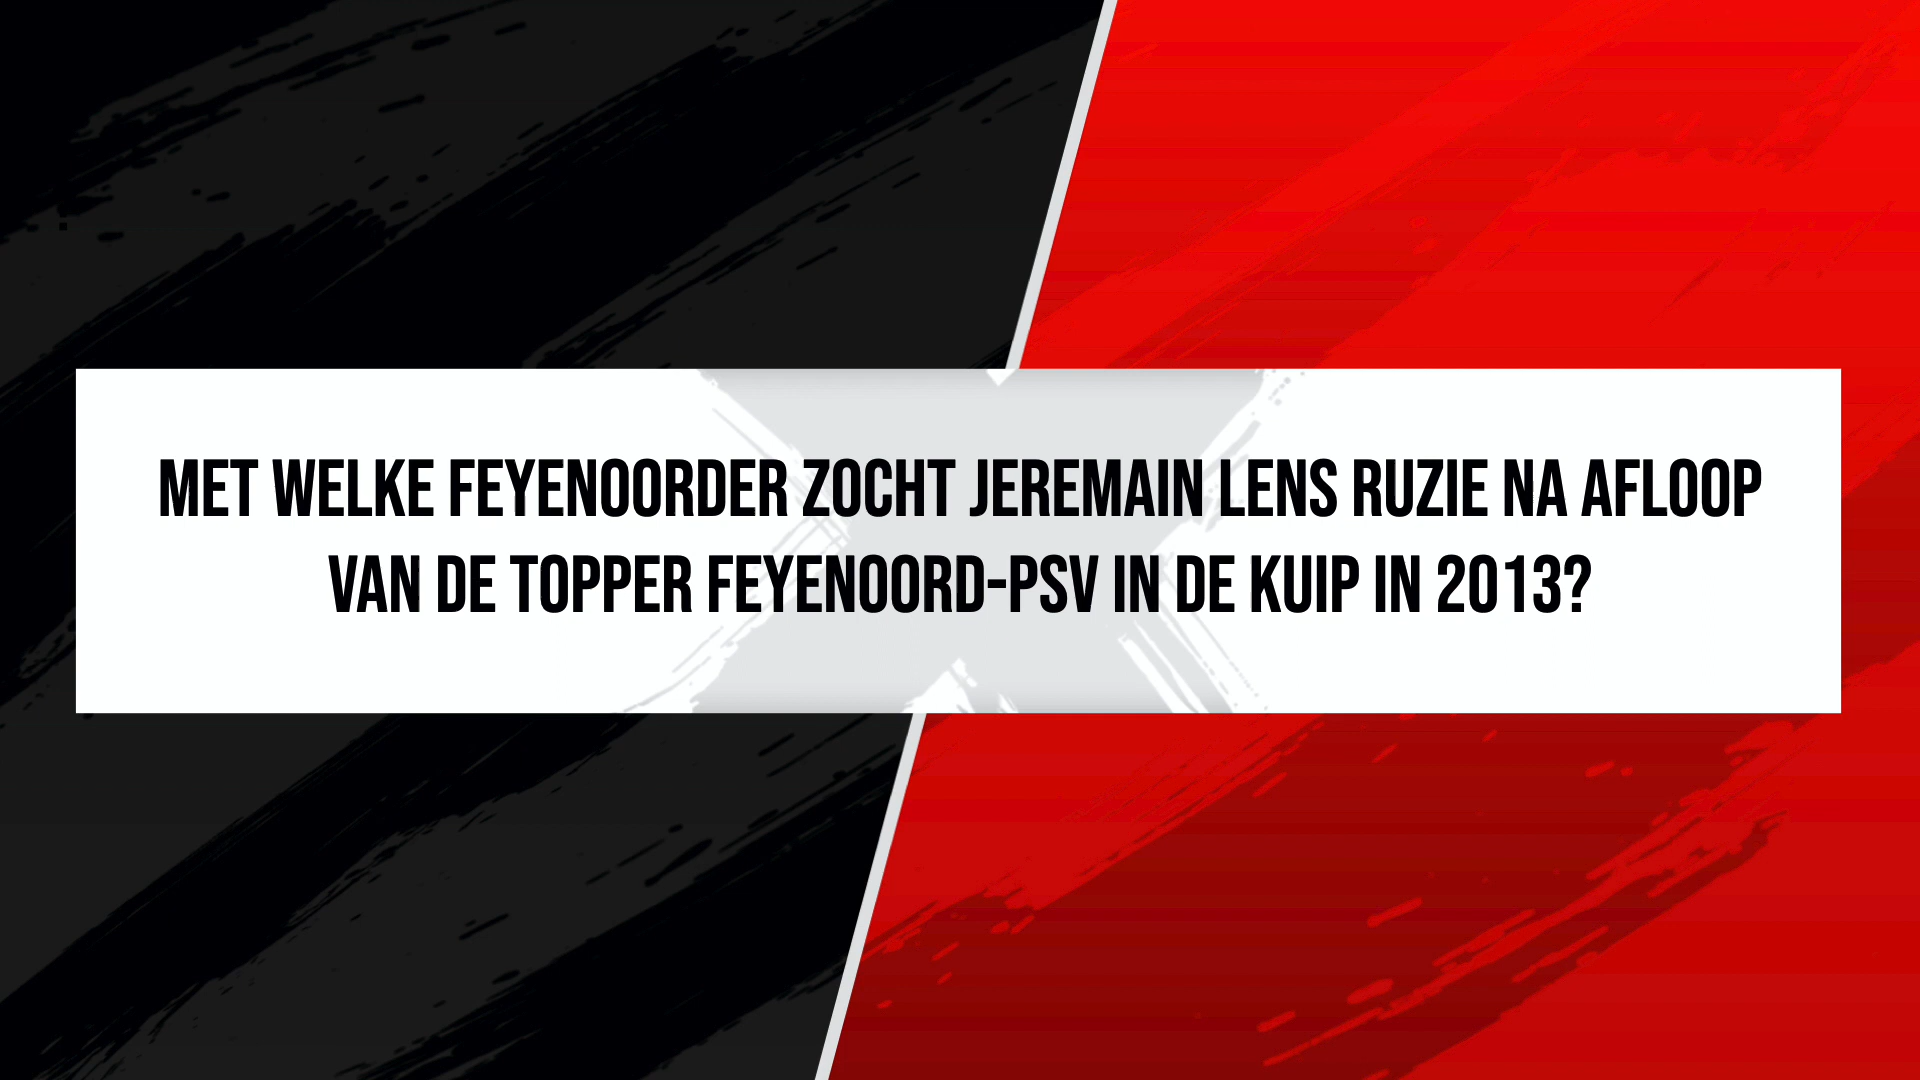 MET WELKE FEYENOORDER ZOCHT JEREMAIN LENS RUZIE NA AFLOOP
VAN DE TOPPER FEYENOORD-PSV IN DE KUIP IN 2013?